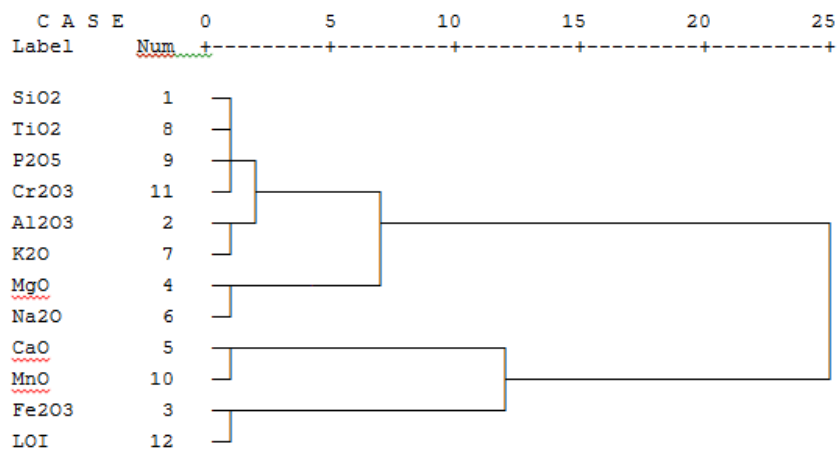 C A S E 0 5 10 15 20 25
Label Num +---------+---------+---------+---------+---------+
SiO2 1
TiO2 8
P2O5 9
Cr2O3 11
Al2O3 2
K2O 7
MgO 4
Na2O 6
CaO 5
MnO 10
Fe2O3 3
LOI 12